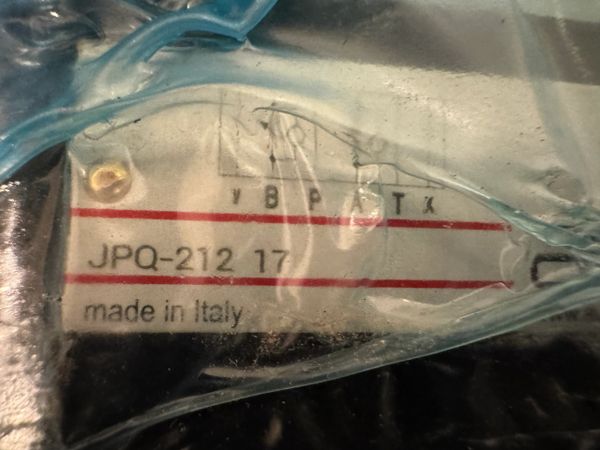 Y B P A T X
JPQ-212 17
made in Italy